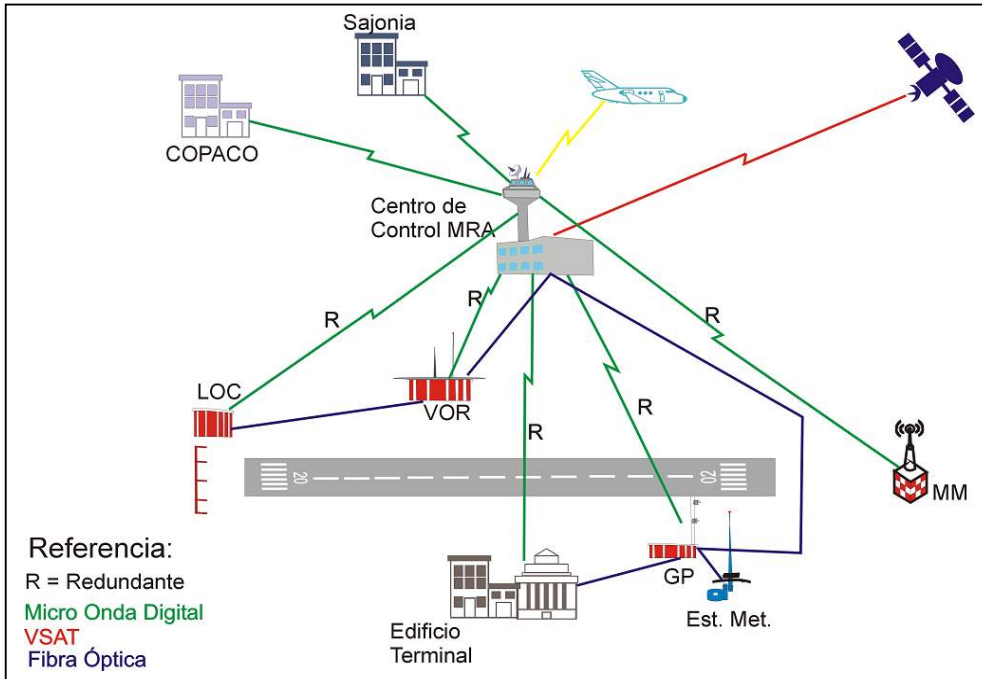 Sajonia
COPACO
Centro de
Control MRA
R
R
LOC
VOR
R
R
20
02
MM
GP
Est. Met.
Edificio
Terminal
Referencia:
R = Redundante
Micro Onda Digital
VSAT
Fibra Óptica